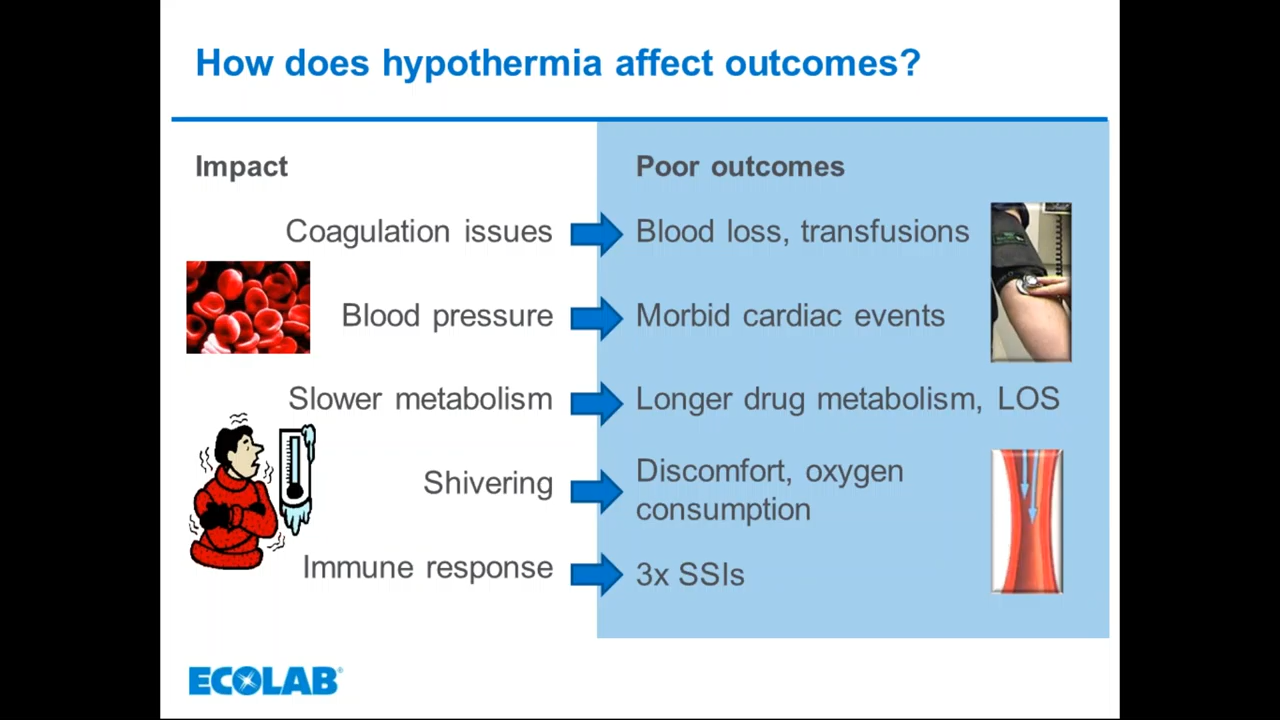 How does hypothermia affect outcomes?
Impact
Poor outcomes
Coagulation issues
Blood loss, transfusions
Blood pressure
Morbid cardiac events
Slower metabolism
Longer drug metabolism, LOS
Shivering
Discomfort, oxygen
consumption
Immune response
3x SSIs
ECOLAB®